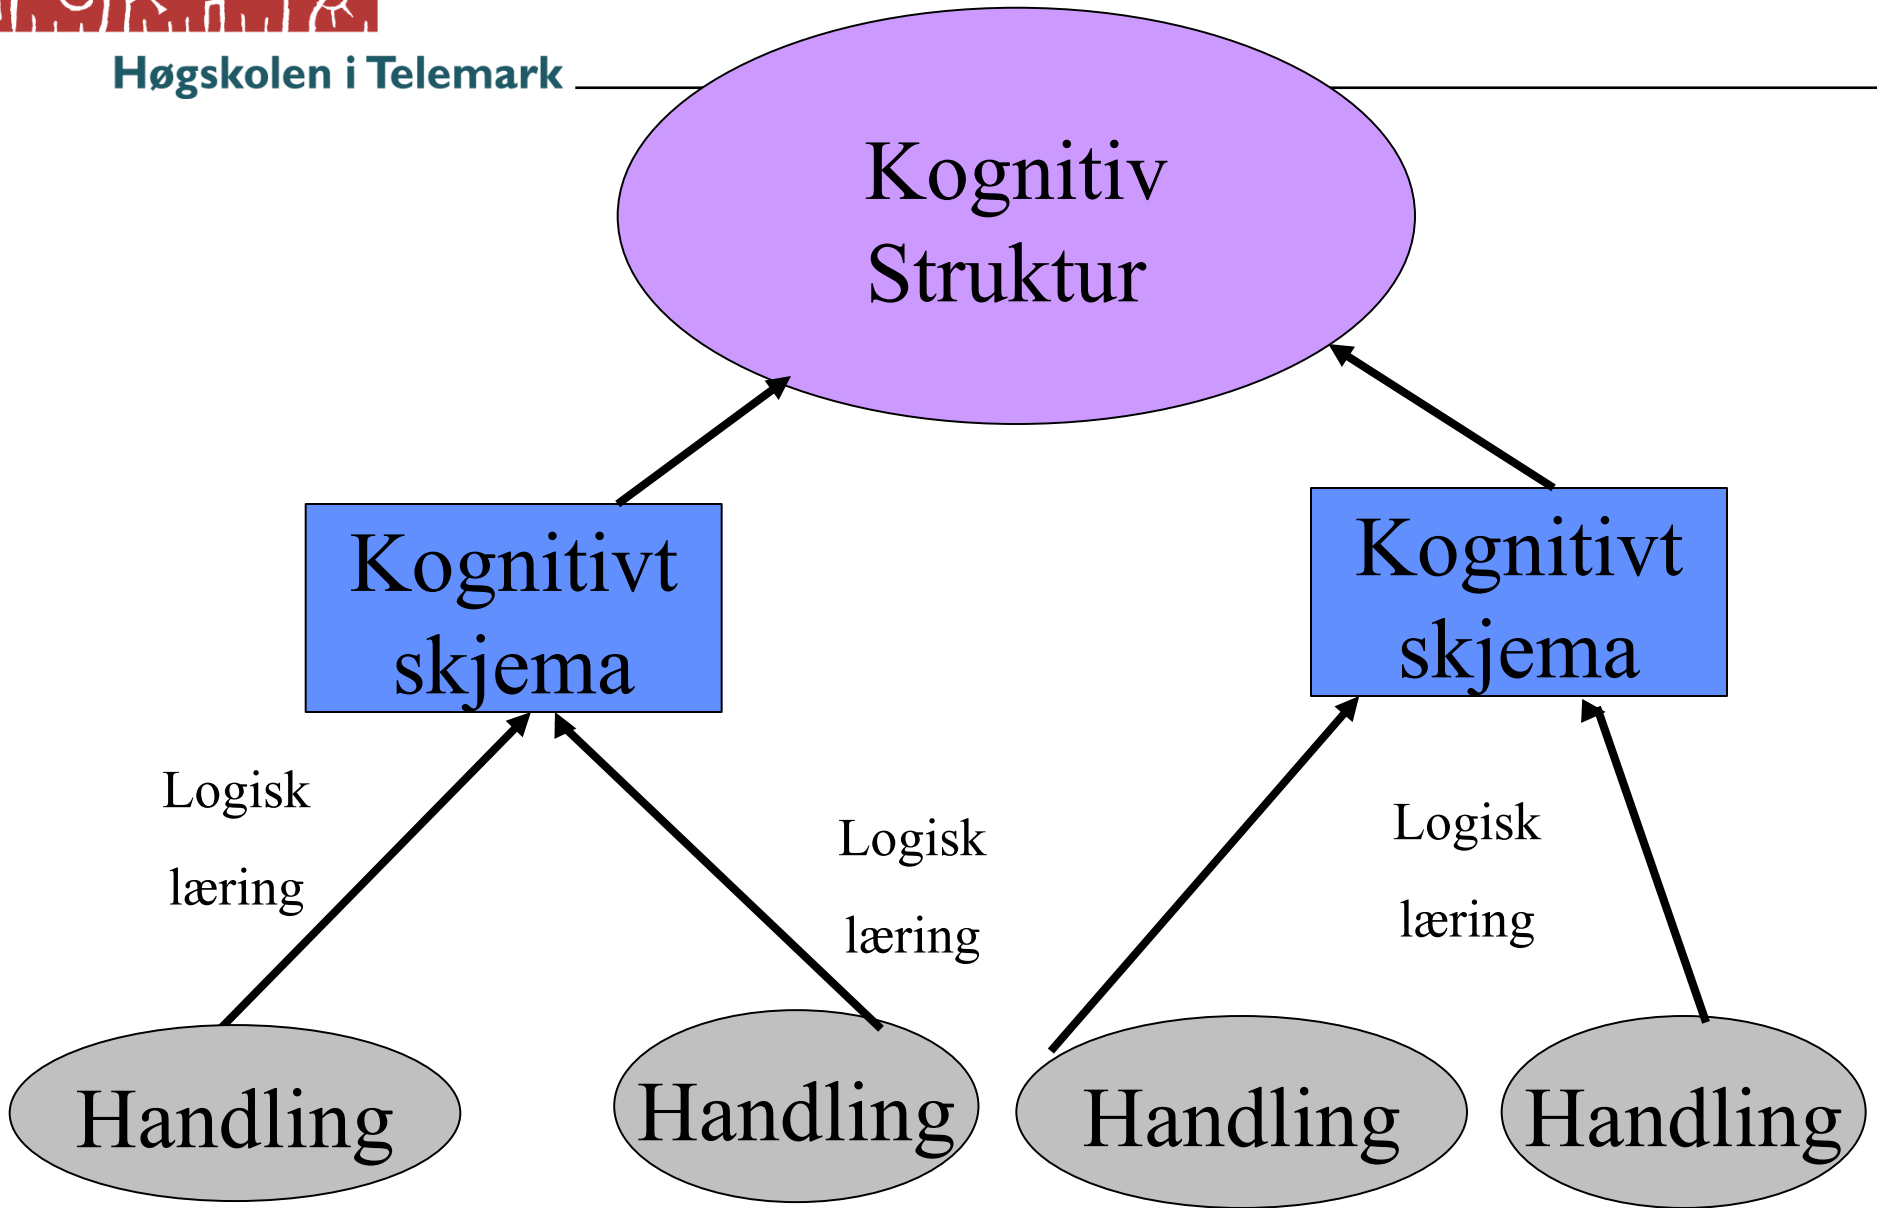 Høgskolen i Telemark
Kognitiv
Struktur
Kognitivt
skjema
Kognitivt
skjema
Logisk
læring
Logisk
læring
Logisk
læring
Handling
Handling
Handling
Handling